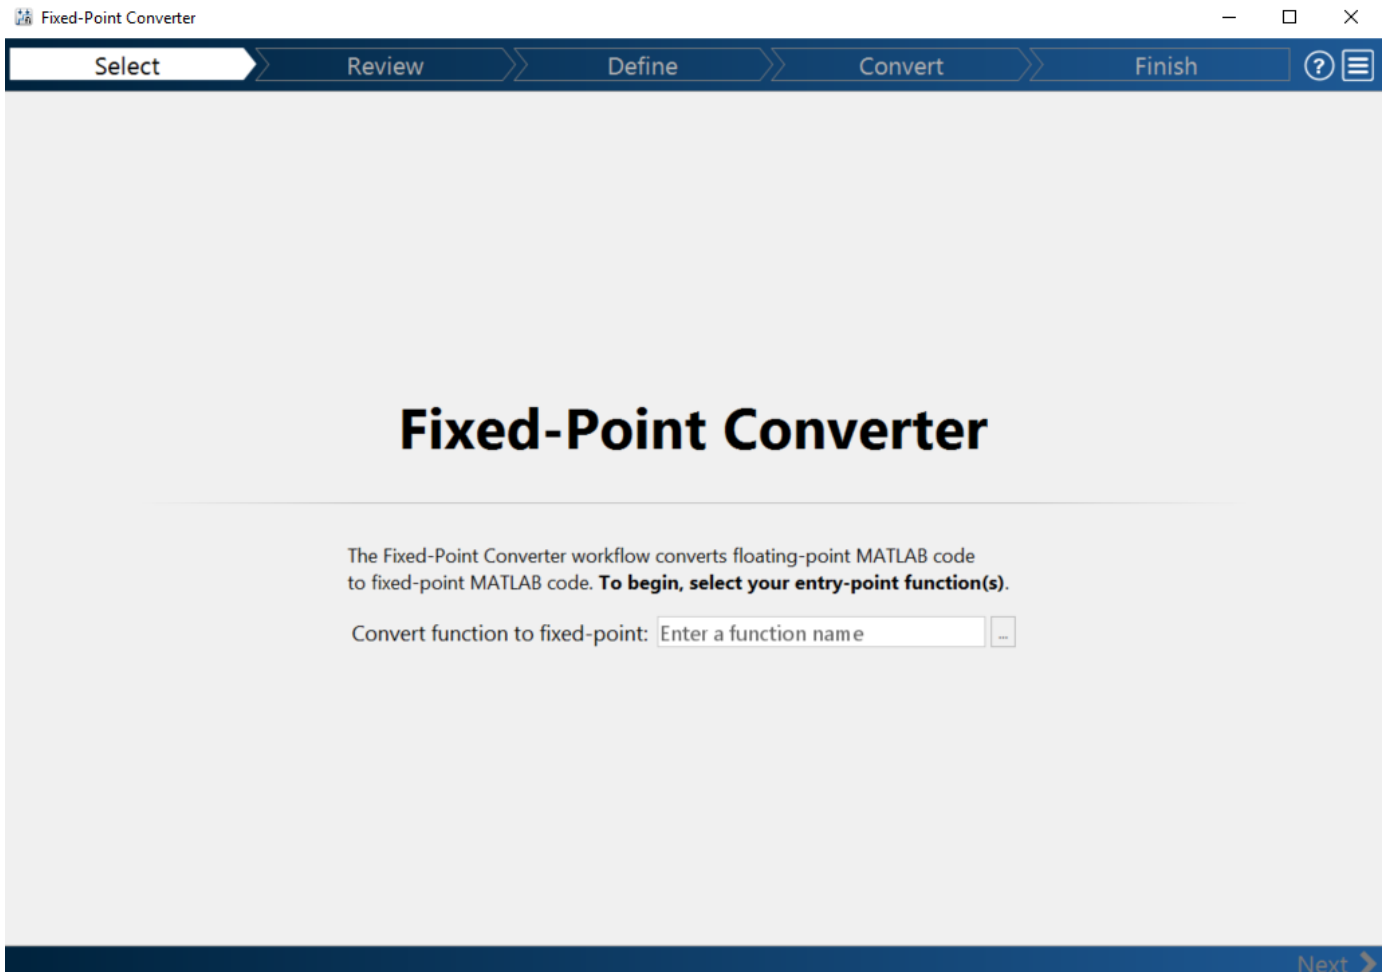 Fixed-Point Converter
Select Review Define Convert Finish
Fixed-Point Converter
The Fixed-Point Converter workflow converts floating-point MATLAB code
to fixed-point MATLAB code. To begin, select your entry-point function(s).
Convert function to fixed-point: Enter a function name ...
Next